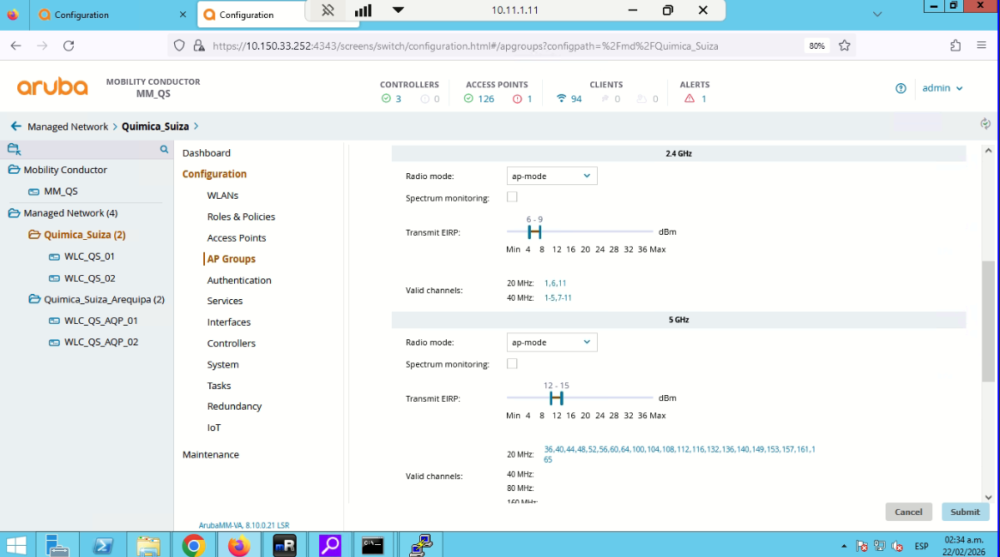 Configuration
Configuration
10.11.1.11
https://10.150.33.252:4343/screens/switch/configuration.html#/apgroups?configpath=%2Fmd%2FQuimica_Suiza
80%
aruba
MOBILITY CONDUCTOR
MM_QS
CONTROLLERS
3 0
ACCESS POINTS
126 1
CLIENTS
94 0 0
ALERTS
1
admin
Managed Network > Quimica_Suiza >
Mobility Conductor
MM_QS
Managed Network (4)
Quimica_Suiza (2)
WLC_QS_01
WLC_QS_02
Quimica_Suiza_Arequipa (2)
WLC_QS_AQP_01
WLC_QS_AQP_02
Dashboard
Configuration
WLANs
Roles & Policies
Access Points
AP Groups
Authentication
Services
Interfaces
Controllers
System
Tasks
Redundancy
IoT
Maintenance
ArubaMM-VA, 8.10.0.21 LSR
2.4 GHz
Radio mode: ap-mode
Spectrum monitoring:
6 - 9
Transmit EIRP: dBm
Min 4 8 12 16 20 24 28 32 36 Max
Valid channels:
20 MHz: 1,6,11
40 MHz: 1-5,7-11
5 GHz
Radio mode: ap-mode
Spectrum monitoring:
12 - 15
Transmit EIRP: dBm
Min 4 8 12 16 20 24 28 32 36 Max
Valid channels:
20 MHz: 36,40,44,48,52,56,60,64,100,104,108,112,116,132,136,140,149,153,157,161,1
65
40 MHz:
80 MHz:
160 MHz:
Cancel
Submit
ESP
02:34 a.m.
22/02/2026